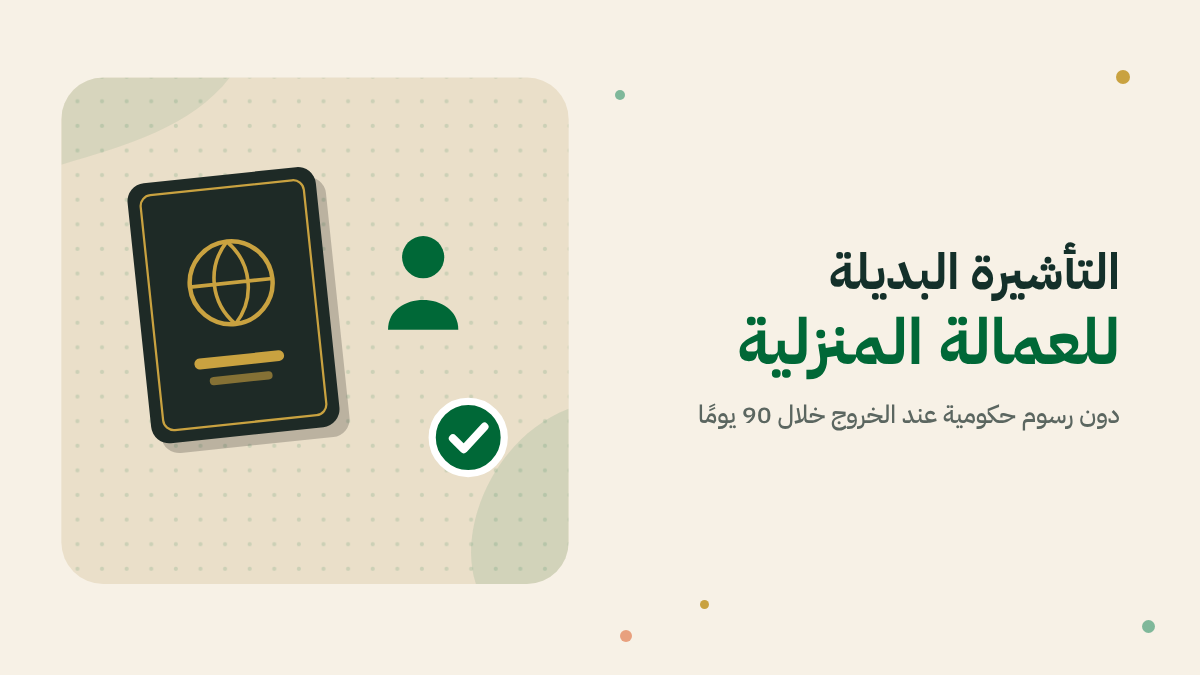 التأشيرة البديلة
للعمالة المنزلية
دون رسوم حكومية عند الخروج خلال 90 يومًا